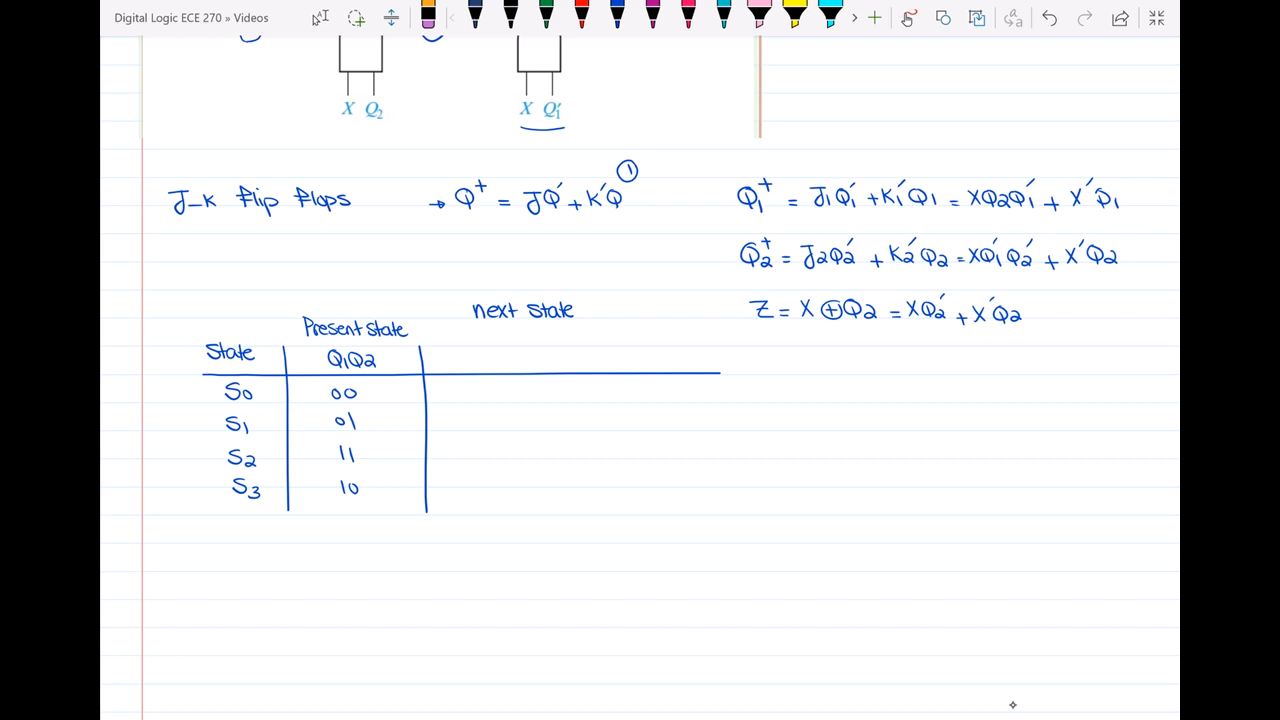 Digital Logic ECE 270 » Videos
X Q₂ X Q₁′
J-K flip flops → Q⁺ = JQ′ + K′Q ①
Q₁⁺ = J₁Q₁′ + K₁′Q₁ = XQ₂Q₁′ + X′Q₁
Q₂⁺ = J₂Q₂′ + K₂′Q₂ = XQ₁′Q₂′ + X′Q₂
Z = X ⊕ Q₂ = XQ₂′ + X′Q₂
next state
Present state
State Q₁Q₂
S₀ 00
S₁ 01
S₂ 11
S₃ 10